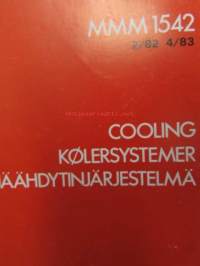 MMM 1542
2/82 4/83
COOLING
KØLERSYSTEMER
JÄÄHDYTINJÄRJESTELMÄ